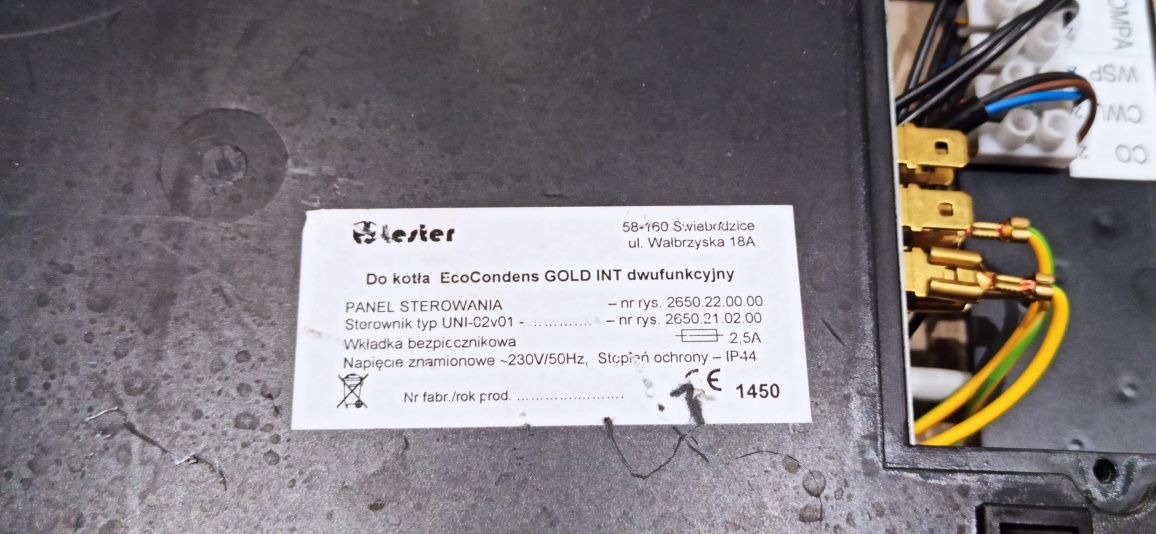 lester
58-160 Świebodzice
ul. Wałbrzyska 18A
Do kotła EcoCondens GOLD INT dwufunkcyjny
PANEL STEROWANIA – nr rys. 2650.22.00.00
Sterownik typ UNI-02v01 - ............. – nr rys. 2650.21.02.00
Wkładka bezpiecznikowa 2,5A
Napięcie znamionowe ~230V/50Hz, Stopień ochrony – IP44
Nr fabr./rok prod. ........................
CE 1450
OMPA
WSP
CWU
CO